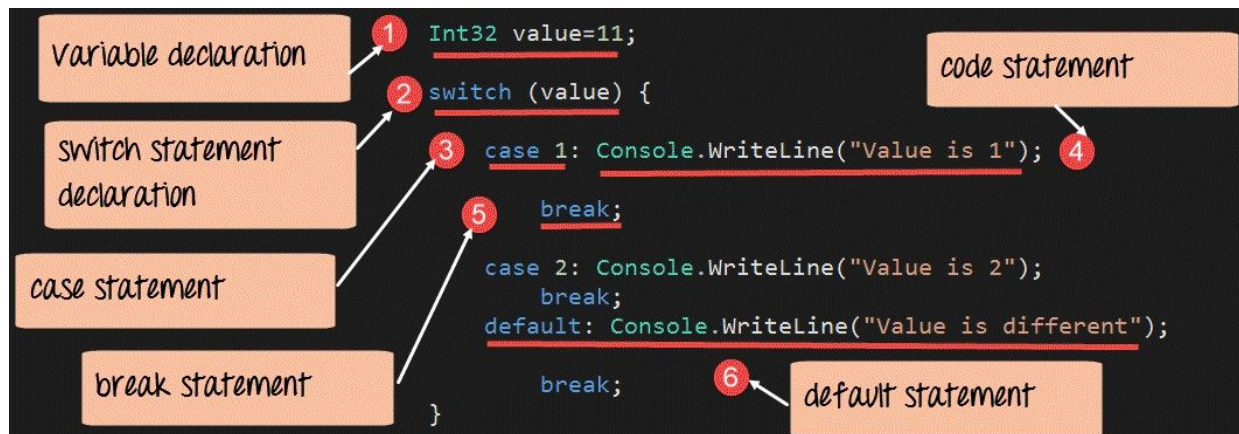 Variable declaration
1
Int32 value=11;
code statement
2
switch (value) {
switch statement
declaration
3
case 1: Console.WriteLine("Value is 1");
4
5
break;
case statement
case 2: Console.WriteLine("Value is 2");
break;
default: Console.WriteLine("Value is different");
break statement
break;
6
default statement
}